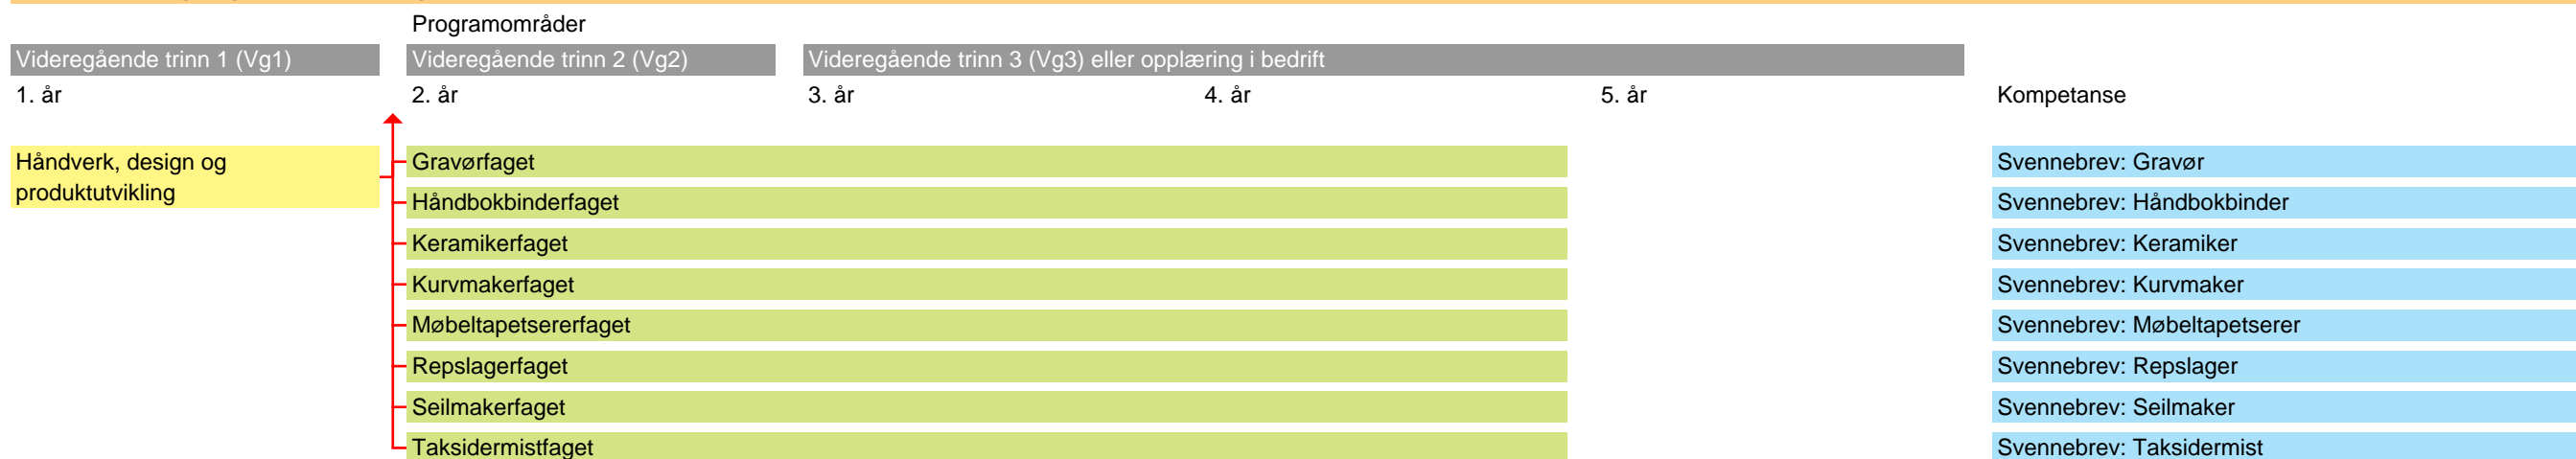 Programområder
Videregående trinn 1 (Vg1) Videregående trinn 2 (Vg2) Videregående trinn 3 (Vg3) eller opplæring i bedrift
1. år 2. år 3. år 4. år 5. år Kompetanse
Håndverk, design og Gravørfaget Svennebrev: Gravør
produktutvikling Håndbokbinderfaget Svennebrev: Håndbokbinder
Keramikerfaget Svennebrev: Keramiker
Kurvmakerfaget Svennebrev: Kurvmaker
Møbeltapetsererfaget Svennebrev: Møbeltapetserer
Repslagerfaget Svennebrev: Repslager
Seilmakerfaget Svennebrev: Seilmaker
Taksidermistfaget Svennebrev: Taksidermist